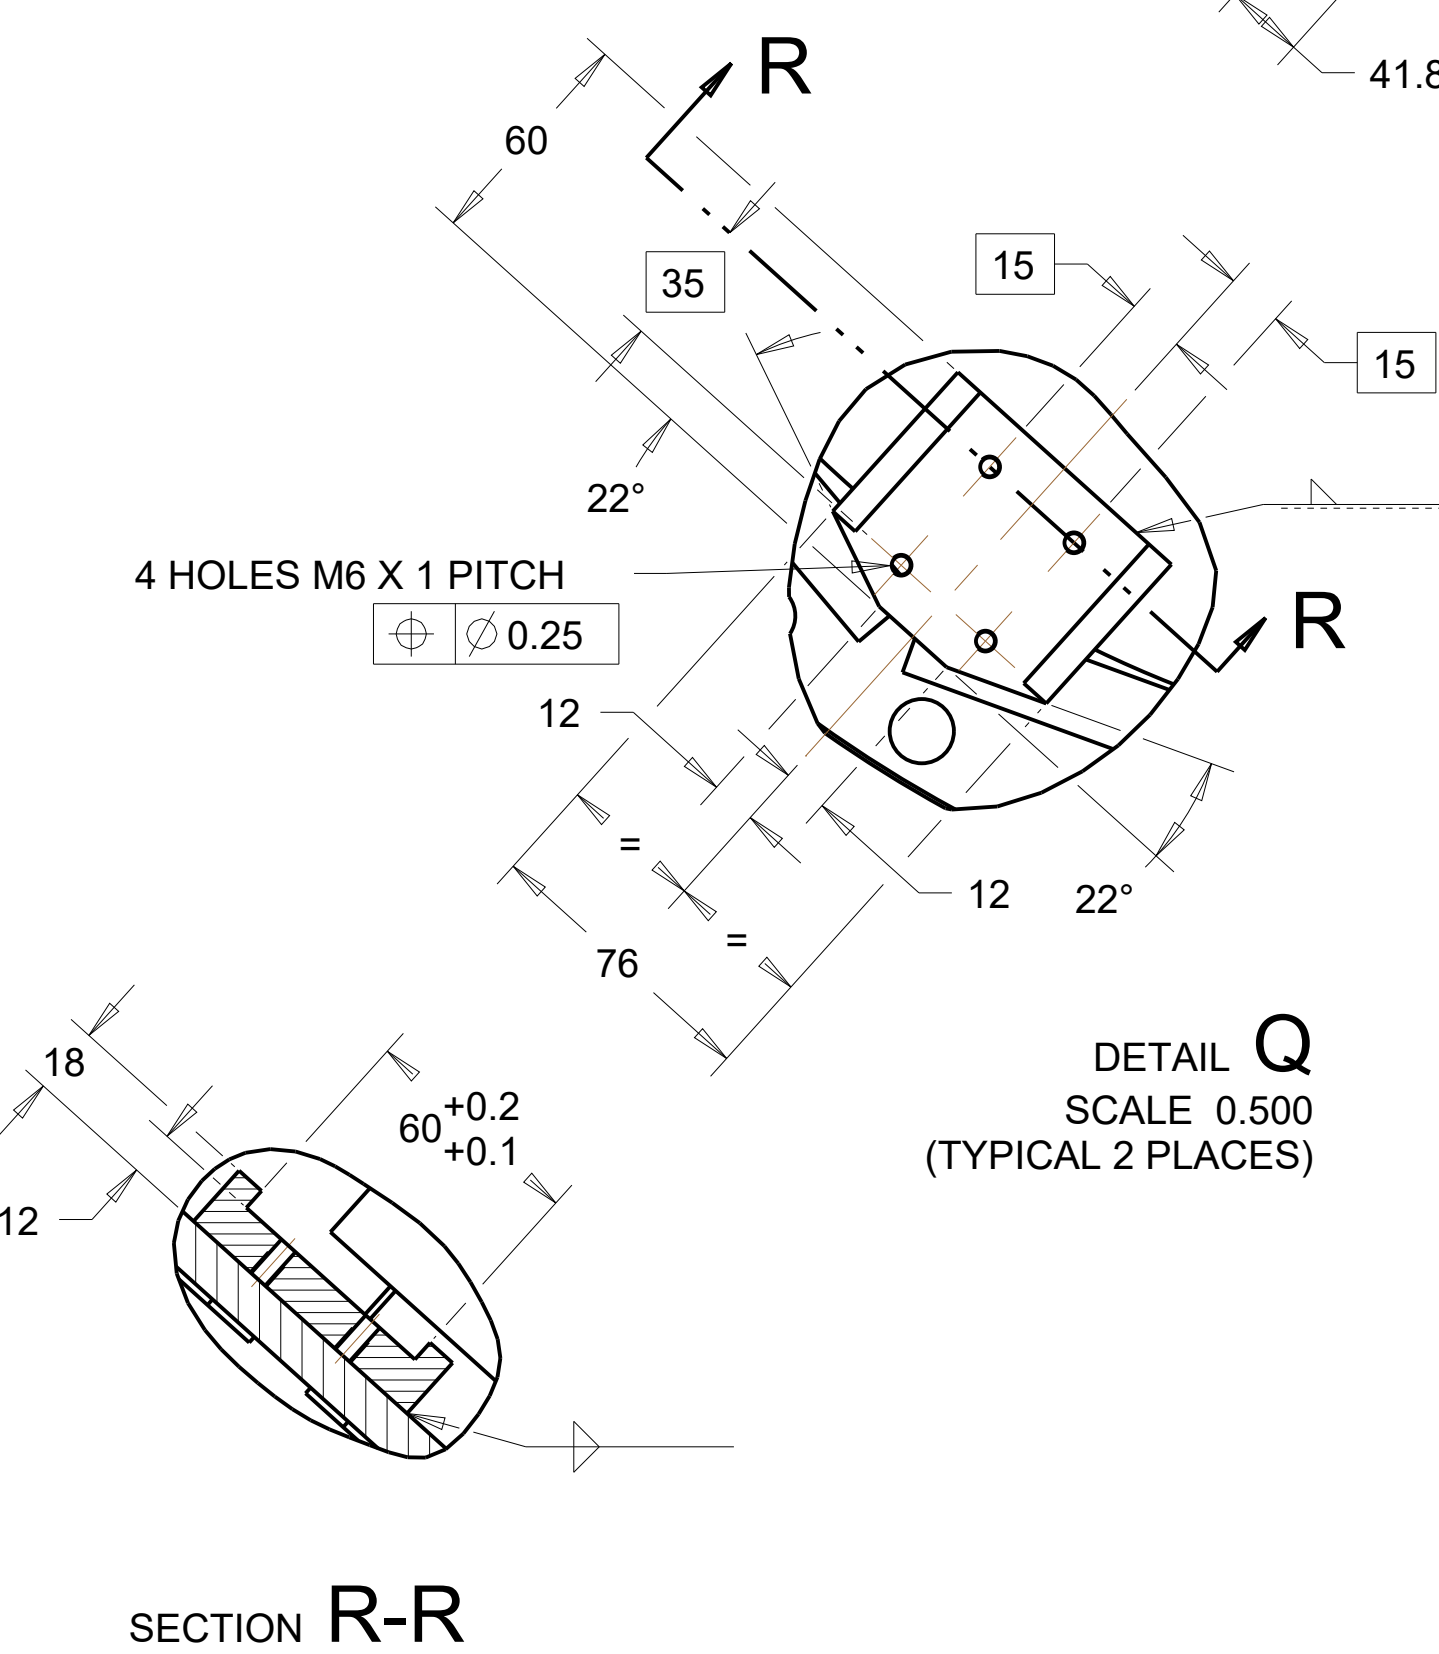 R
41.8
60
15
35
15
22°
4 HOLES M6 X 1 PITCH
⌀ 0.25
R
12
=
12
22°
=
76
DETAIL Q
SCALE 0.500
(TYPICAL 2 PLACES)
18
60 +0.2
+0.1
12
SECTION R-R